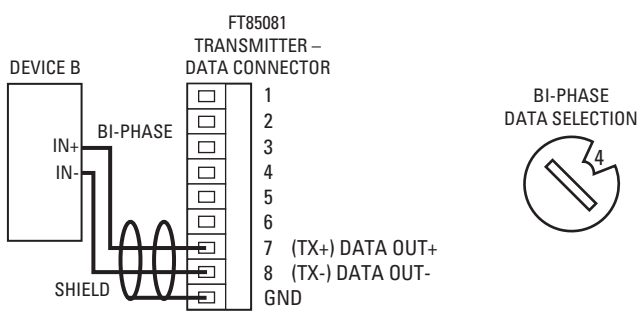 FT85081
TRANSMITTER –
DATA CONNECTOR
DEVICE B
BI-PHASE
DATA SELECTION
1
2
BI-PHASE
IN+
3
IN-
4
4
5
6
7 (TX+) DATA OUT+
8 (TX-) DATA OUT-
SHIELD
GND